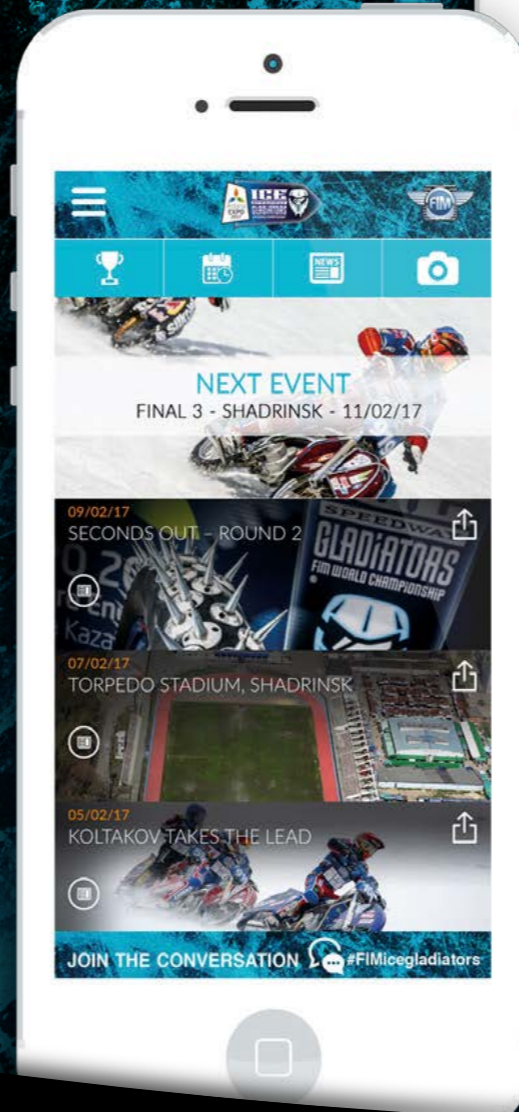 ICE
FIM
NEWS
NEXT EVENT
FINAL 3 - SHADRINSK - 11/02/17
09/02/17
SECONDS OUT – ROUND 2
SPEEDWAY
GLADIATORS
FIM WORLD CHAMPIONSHIP
07/02/17
TORPEDO STADIUM, SHADRINSK
05/02/17
KOLTAKOV TAKES THE LEAD
JOIN THE CONVERSATION #FIMicegladiators